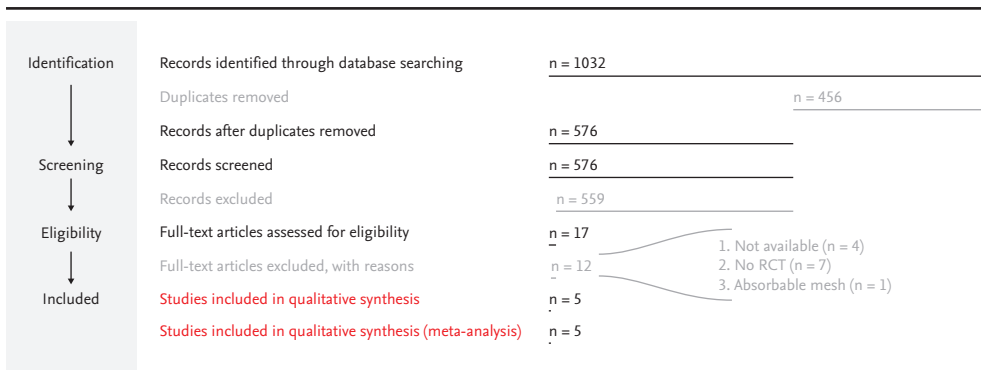 Identification Records identified through database searching n = 1032
Duplicates removed n = 456
Records after duplicates removed n = 576
Screening Records screened n = 576
Records excluded n = 559
Eligibility Full-text articles assessed for eligibility n = 17
1. Not available (n = 4)
Full-text articles excluded, with reasons n = 12
2. No RCT (n = 7)
3. Absorbable mesh (n = 1)
Included Studies included in qualitative synthesis n = 5
Studies included in qualitative synthesis (meta-analysis) n = 5